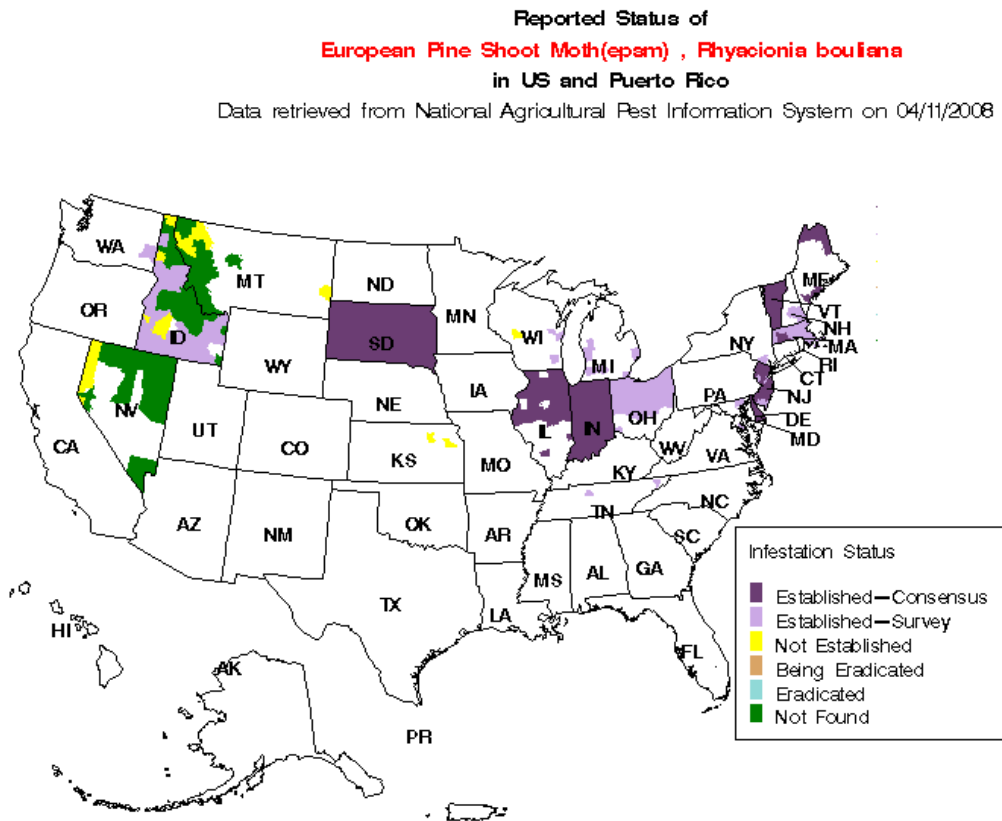 Reported Status of
European Pine Shoot Moth(epsm) , Rhyacionia bouliana
in US and Puerto Rico
Data retrieved from National Agricultural Pest Information System on 04/11/2008
WA
MT
ND
MN
ME
OR
ID
SD
WI
MI
NY
VT
NH
MA
RI
CT
NJ
DE
MD
WY
IA
NE
PA
OH
IL
IN
NV
UT
CO
KS
MO
WV
VA
KY
CA
AZ
NM
OK
AR
TN
NC
SC
MS
AL
GA
TX
LA
FL
HI
AK
PR
Infestation Status
Established—Consensus
Established—Survey
Not Established
Being Eradicated
Eradicated
Not Found